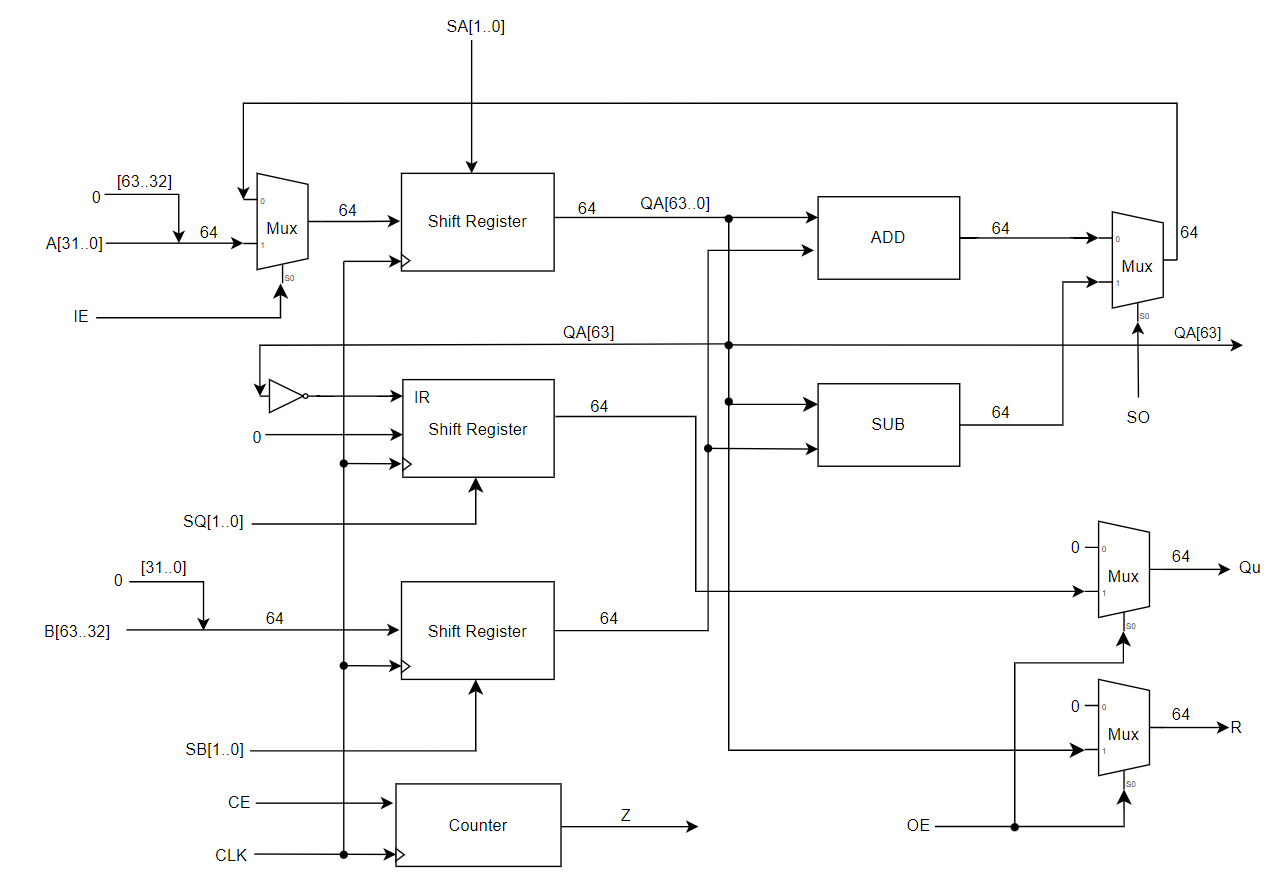 SA[1..0]
[63..32]
0
A[31..0]
64
0
1
Mux
S0
IE
64
Shift Register
64
QA[63..0]
ADD
64
0
1
Mux
S0
64
SO
QA[63]
QA[63]
IR
Shift Register
0
64
SUB
64
SQ[1..0]
[31..0]
0
B[63..32]
64
Shift Register
64
SB[1..0]
0
0
1
Mux
S0
64
Qu
0
0
1
Mux
S0
64
R
OE
CE
CLK
Counter
Z